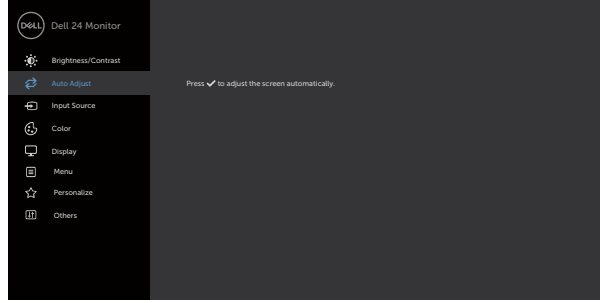 DELL Dell 24 Monitor
Brightness/Contrast
Auto Adjust
Press ✔ to adjust the screen automatically.
Input Source
Color
Display
Menu
Personalize
Others